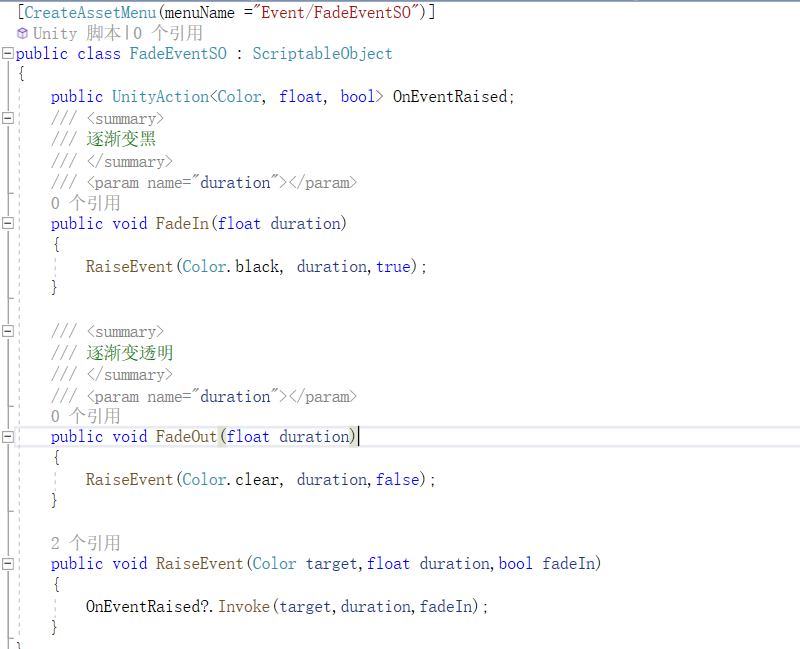 [CreateAssetMenu(menuName ="Event/FadeEventSO")]
Unity 脚本|0 个引用
public class FadeEventSO : ScriptableObject
{
public UnityAction<Color, float, bool> OnEventRaised;
/// <summary>
/// 逐渐变黑
/// </summary>
/// <param name="duration"></param>
0 个引用
public void FadeIn(float duration)
{
RaiseEvent(Color.black, duration,true);
}
/// <summary>
/// 逐渐变透明
/// </summary>
/// <param name="duration"></param>
0 个引用
public void FadeOut(float duration)
{
RaiseEvent(Color.clear, duration,false);
}
2 个引用
public void RaiseEvent(Color target,float duration,bool fadeIn)
{
OnEventRaised?.Invoke(target,duration,fadeIn);
}
}